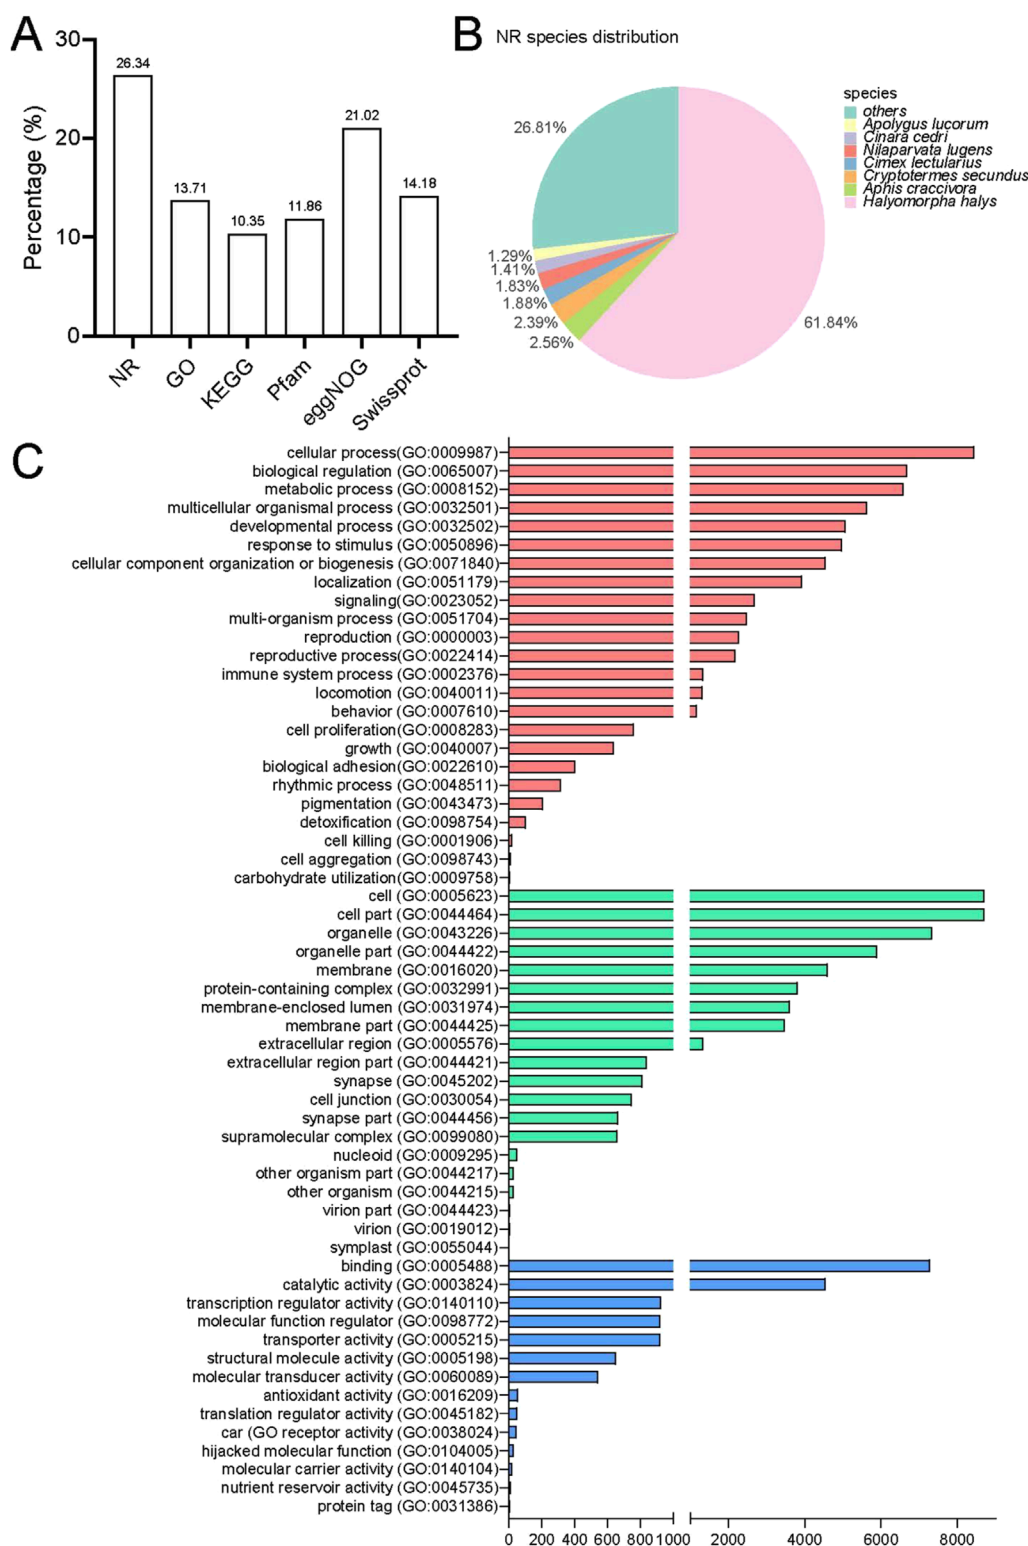 A
Percentage (%)
30
20
10
0
26.34
13.71
10.35
11.86
21.02
14.18
NR
GO
KEGG
Pfam
eggNOG
Swissprot
B
NR species distribution
26.81%
1.29%
1.41%
1.83%
1.88%
2.39%
2.56%
61.84%
species
others
Apolygus lucorum
Cinara cedri
Nilaparvata lugens
Cimex lectularius
Cryptotermes secundus
Aphis craccivora
Halyomorpha halys
C
cellular process(GO:0009987)
biological regulation (GO:0065007)
metabolic process (GO:0008152)
multicellular organismal process (GO:0032501)
developmental process (GO:0032502)
response to stimulus (GO:0050896)
cellular component organization or biogenesis (GO:0071840)
localization (GO:0051179)
signaling(GO:0023052)
multi-organism process (GO:0051704)
reproduction (GO:0000003)
reproductive process(GO:0022414)
immune system process (GO:0002376)
locomotion (GO:0040011)
behavior (GO:0007610)
cell proliferation(GO:0008283)
growth (GO:0040007)
biological adhesion(GO:0022610)
rhythmic process (GO:0048511)
pigmentation (GO:0043473)
detoxification (GO:0098754)
cell killing (GO:0001906)
cell aggregation (GO:0098743)
carbohydrate utilization(GO:0009758)
cell (GO:0005623)
cell part (GO:0044464)
organelle (GO:0043226)
organelle part (GO:0044422)
membrane (GO:0016020)
protein-containing complex (GO:0032991)
membrane-enclosed lumen (GO:0031974)
membrane part (GO:0044425)
extracellular region (GO:0005576)
extracellular region part (GO:0044421)
synapse (GO:0045202)
cell junction (GO:0030054)
synapse part (GO:0044456)
supramolecular complex (GO:0099080)
nucleoid (GO:0009295)
other organism part (GO:0044217)
other organism (GO:0044215)
virion part (GO:0044423)
virion (GO:0019012)
symplast (GO:0055044)
binding (GO:0005488)
catalytic activity (GO:0003824)
transcription regulator activity (GO:0140110)
molecular function regulator (GO:0098772)
transporter activity (GO:0005215)
structural molecule activity (GO:0005198)
molecular transducer activity (GO:0060089)
antioxidant activity (GO:0016209)
translation regulator activity (GO:0045182)
car (GO receptor activity (GO:0038024)
hijacked molecular function (GO:0104005)
molecular carrier activity (GO:0140104)
nutrient reservoir activity (GO:0045735)
protein tag (GO:0031386)
0 200 400 600 800 1000 2000 4000 6000 8000